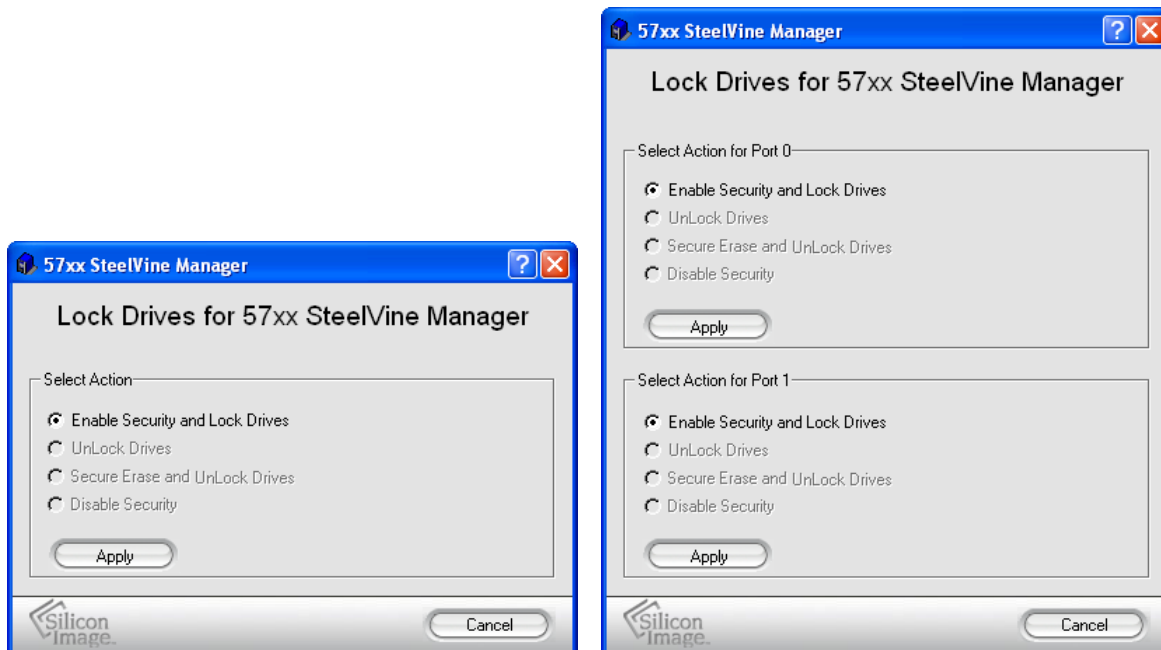 57xx SteelVine Manager
Lock Drives for 57xx SteelVine Manager
Select Action
Enable Security and Lock Drives
UnLock Drives
Secure Erase and UnLock Drives
Disable Security
Apply
Silicon
Image™
Cancel
57xx SteelVine Manager
Lock Drives for 57xx SteelVine Manager
Select Action for Port 0
Enable Security and Lock Drives
UnLock Drives
Secure Erase and UnLock Drives
Disable Security
Apply
Select Action for Port 1
Enable Security and Lock Drives
UnLock Drives
Secure Erase and UnLock Drives
Disable Security
Apply
Silicon
Image™
Cancel